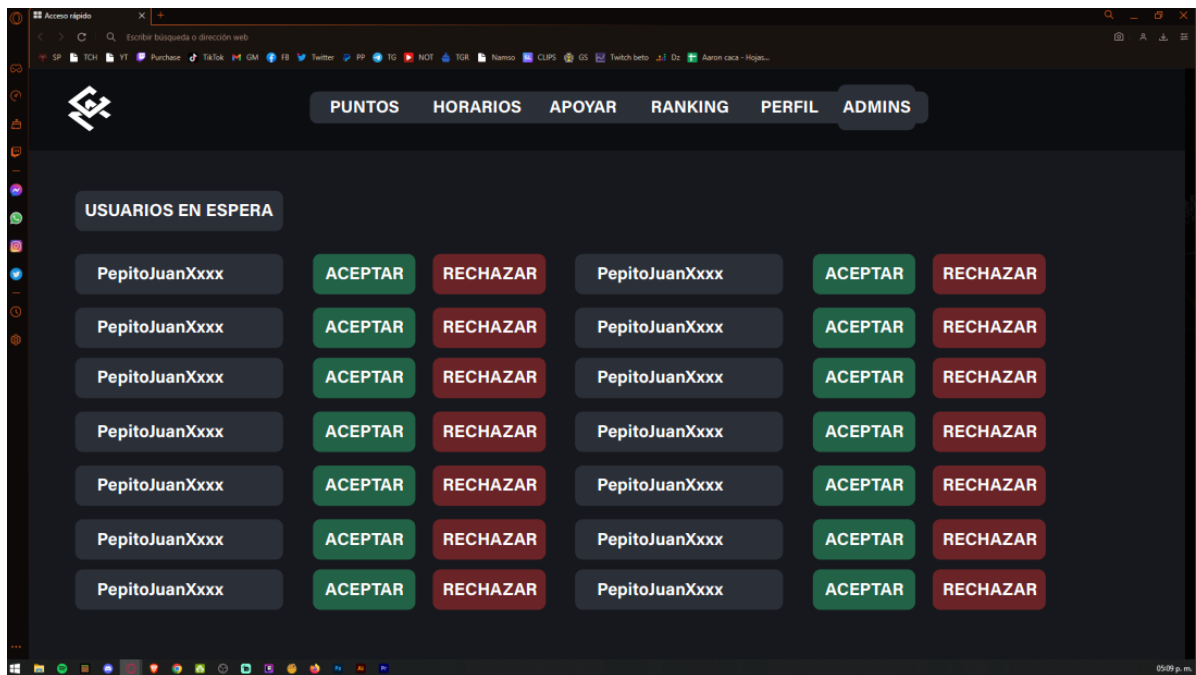 Acceso rápido
Escribir búsqueda o dirección web
SP TCH YT Purchase TikTok GM FB Twitter PP TG NOT TGR Namso CLIPS GS Twitch beto Dz Aaron caca - Hojas...
PUNTOS HORARIOS APOYAR RANKING PERFIL ADMINS
USUARIOS EN ESPERA
PepitoJuanXxxx ACEPTAR RECHAZAR PepitoJuanXxxx ACEPTAR RECHAZAR
PepitoJuanXxxx ACEPTAR RECHAZAR PepitoJuanXxxx ACEPTAR RECHAZAR
PepitoJuanXxxx ACEPTAR RECHAZAR PepitoJuanXxxx ACEPTAR RECHAZAR
PepitoJuanXxxx ACEPTAR RECHAZAR PepitoJuanXxxx ACEPTAR RECHAZAR
PepitoJuanXxxx ACEPTAR RECHAZAR PepitoJuanXxxx ACEPTAR RECHAZAR
PepitoJuanXxxx ACEPTAR RECHAZAR PepitoJuanXxxx ACEPTAR RECHAZAR
PepitoJuanXxxx ACEPTAR RECHAZAR PepitoJuanXxxx ACEPTAR RECHAZAR
Ps Ai Pr 05:09 p. m.